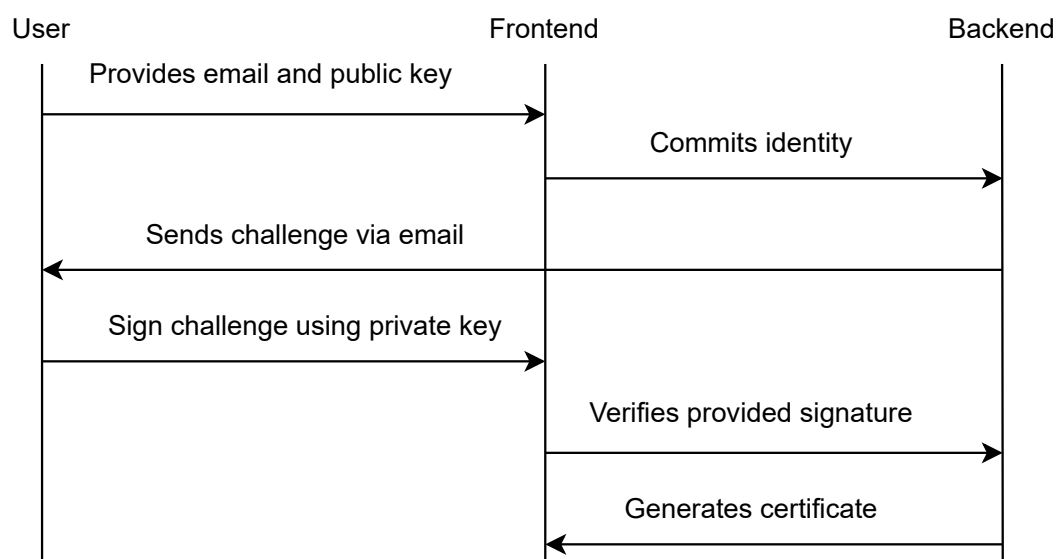 User
Frontend
Backend
Provides email and public key
Commits identity
Sends challenge via email
Sign challenge using private key
Verifies provided signature
Generates certificate